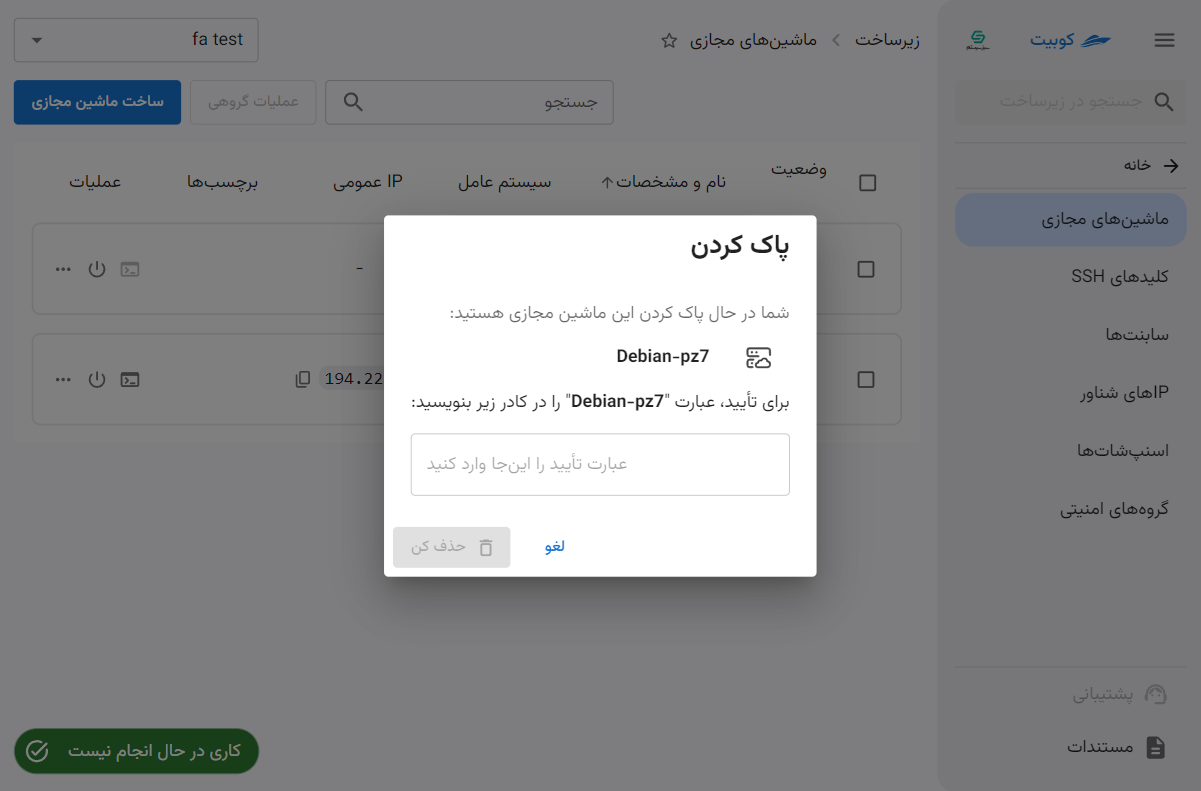 کوبیت
زیرساخت
ماشین‌های مجازی
fa test
جستجو در زیرساخت
جستجو
عملیات گروهی
ساخت ماشین مجازی
خانه
ماشین‌های مجازی
کلیدهای SSH
سابنت‌ها
IPهای شناور
اسنپ‌شات‌ها
گروه‌های امنیتی
پشتیبانی
مستندات
وضعیت
نام و مشخصات
سیستم عامل
IP عمومی
برچسب‌ها
عملیات
-
194.22
پاک کردن
شما در حال پاک کردن این ماشین مجازی هستید:
Debian-pz7
برای تأیید، عبارت "Debian-pz7" را در کادر زیر بنویسید:
عبارت تأیید را این‌جا وارد کنید
لغو
حذف کن
کاری در حال انجام نیست